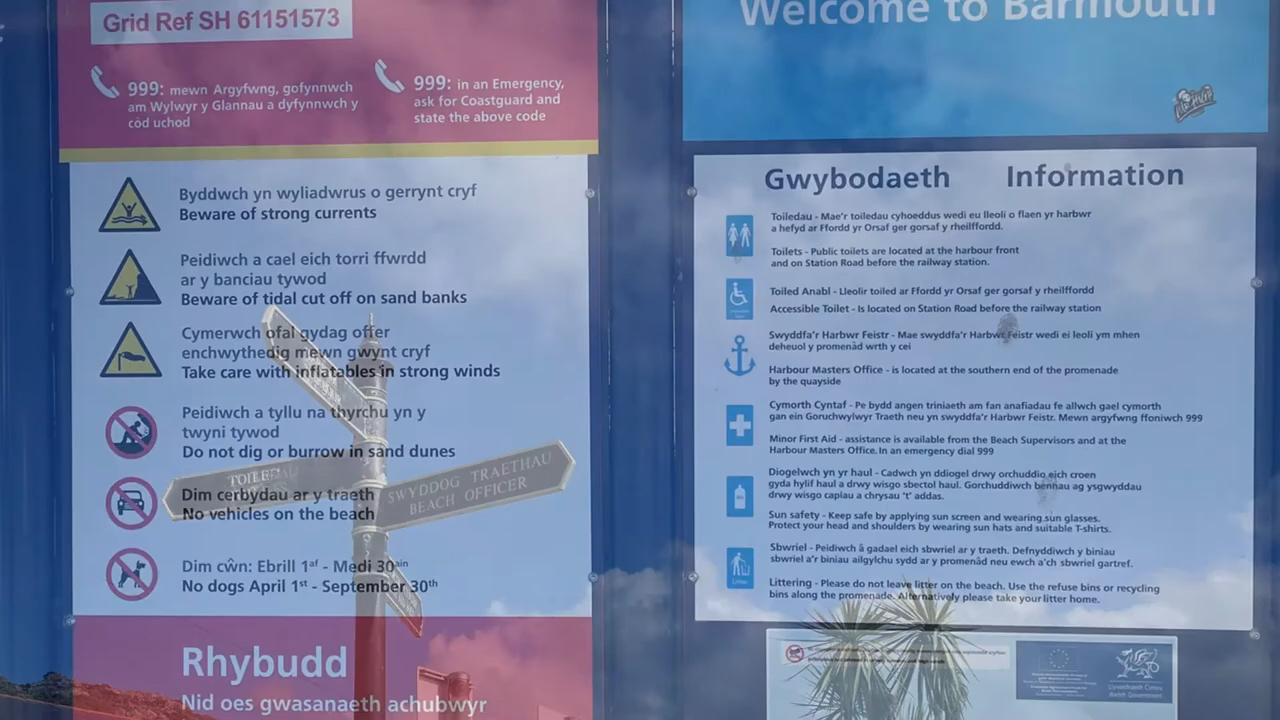 Grid Ref SH 61151573
999: mewn Argyfwng, gofynnwch
am Wylwyr y Glannau a dyfynnwch y
còd uchod
999: in an Emergency,
ask for Coastguard and
state the above code
Byddwch yn wyliadwrus o gerrynt cryf
Beware of strong currents
Peidiwch a cael eich torri ffwrdd
ar y banciau tywod
Beware of tidal cut off on sand banks
Cymerwch ofal gydag offer
enchwythedig mewn gwynt cryf
Take care with inflatables in strong winds
Peidiwch a tyllu na thyrchu yn y
twyni tywod
Do not dig or burrow in sand dunes
Dim cerbydau ar y traeth
No vehicles on the beach
Dim cŵn: Ebrill 1af - Medi 30ain
No dogs April 1st - September 30th
Rhybudd
Nid oes gwasanaeth achubwyr
TOILEDAU
SWYDDOG TRAETHAU
BEACH OFFICER
Welcome to Barmouth
Gwybodaeth Information
Toiledau - Mae'r toiledau cyhoeddus wedi eu lleoli o flaen yr harbwr
a hefyd ar Ffordd yr Orsaf ger gorsaf y rheilffordd.
Toilets - Public toilets are located at the harbour front
and on Station Road before the railway station.
Toiled Anabl - Lleolir toiled ar Ffordd yr Orsaf ger gorsaf y rheilffordd
Accessible Toilet - Is located on Station Road before the railway station
Swyddfa'r Harbwr Feistr - Mae swyddfa'r Harbwr Feistr wedi ei leoli ym mhen
deheuol y promenâd wrth y cei
Harbour Masters Office - is located at the southern end of the promenade
by the quayside
Cymorth Cyntaf - Pe bydd angen triniaeth am fan anafiadau fe allwch gael cymorth
gan ein Goruchwylwyr Traeth neu yn swyddfa'r Harbwr Feistr. Mewn argyfwng ffoniwch 999
Minor First Aid - assistance is available from the Beach Supervisors and at the
Harbour Masters Office. In an emergency dial 999
Diogelwch yn yr haul - Cadwch yn ddiogel drwy orchuddio eich croen
gyda hylif haul a drwy wisgo sbectol haul. Gorchuddiwch bennau ag ysgwyddau
drwy wisgo capiau a chrysau 't' addas.
Sun safety - Keep safe by applying sun screen and wearing sun glasses.
Protect your head and shoulders by wearing sun hats and suitable T-shirts.
Sbwriel - Peidiwch â gadael eich sbwriel ar y traeth. Defnyddiwch y biniau
sbwriel a'r biniau ailgylchu sydd ar y promenâd neu ewch a'ch sbwriel gartref.
Littering - Please do not leave litter on the beach. Use the refuse bins or recycling
bins along the promenade. Alternatively please take your litter home.
Litter
Llywodraeth Cymru
Welsh Government